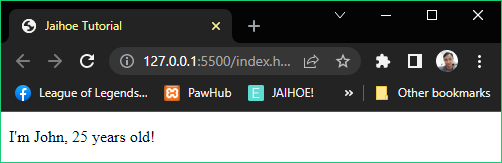 Jaihoe Tutorial
127.0.0.1:5500/index.h...
League of Legends... PawHub JAIHOE! » Other bookmarks
I'm John, 25 years old!